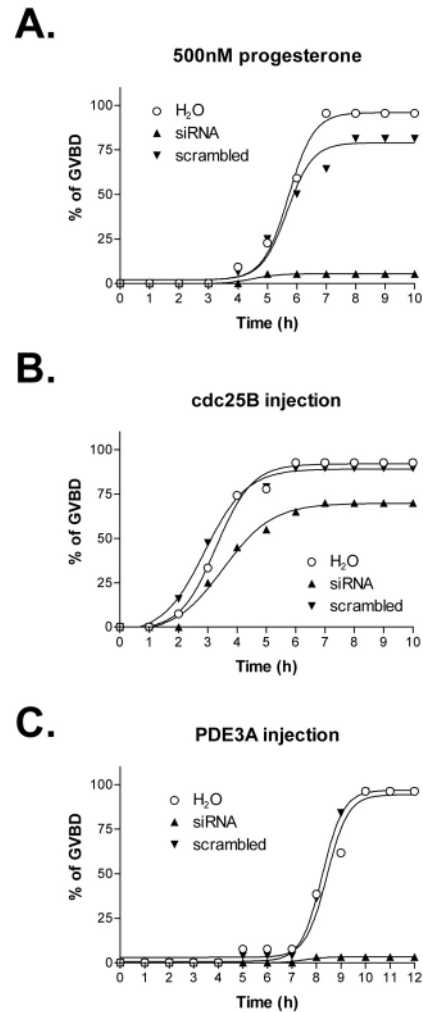 A.
500nM progesterone
100
75
50
25
0
% of GVBD
H₂O
siRNA
scrambled
0 1 2 3 4 5 6 7 8 9 10
Time (h)
B.
cdc25B injection
100
75
50
25
0
% of GVBD
H₂O
siRNA
scrambled
0 1 2 3 4 5 6 7 8 9 10
Time (h)
C.
PDE3A injection
100
75
50
25
0
% of GVBD
H₂O
siRNA
scrambled
0 1 2 3 4 5 6 7 8 9 10 11 12
Time (h)